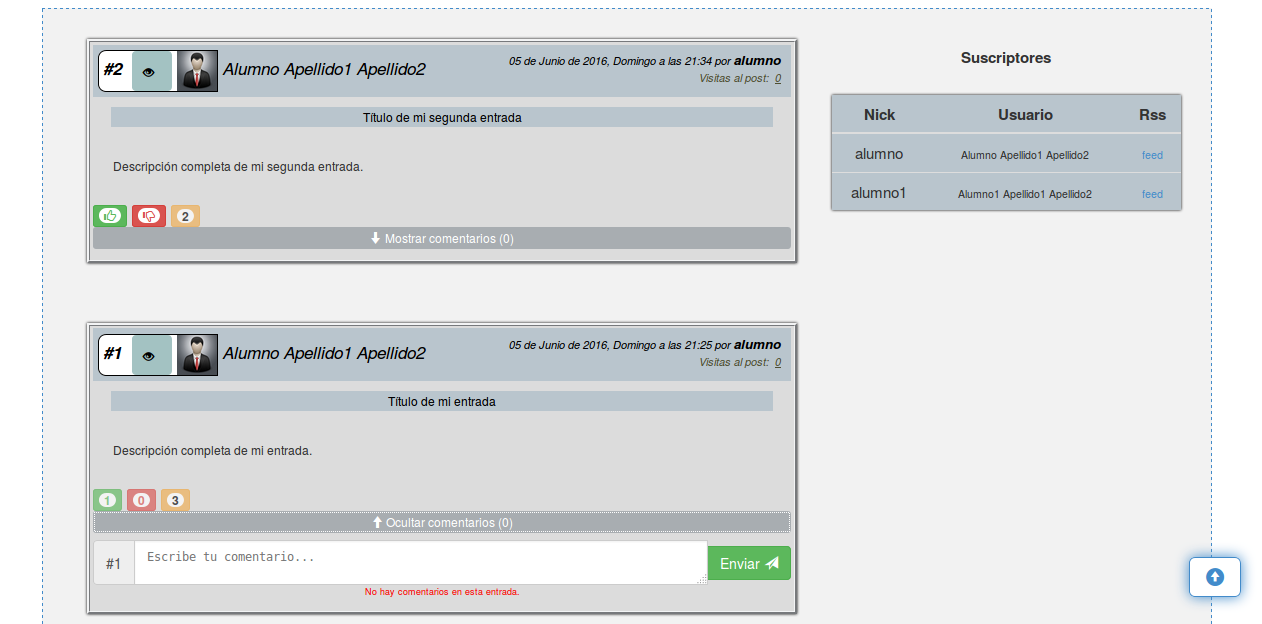 #2 Alumno Apellido1 Apellido2 05 de Junio de 2016, Domingo a las 21:34 por alumno
Visitas al post: 0
Título de mi segunda entrada
Descripción completa de mi segunda entrada.
2
Mostrar comentarios (0)
#1 Alumno Apellido1 Apellido2 05 de Junio de 2016, Domingo a las 21:25 por alumno
Visitas al post: 0
Título de mi entrada
Descripción completa de mi entrada.
1 0 3
Ocultar comentarios (0)
#1 Escribe tu comentario... Enviar
No hay comentarios en esta entrada.
Suscriptores
Nick Usuario Rss
alumno Alumno Apellido1 Apellido2 feed
alumno1 Alumno1 Apellido1 Apellido2 feed